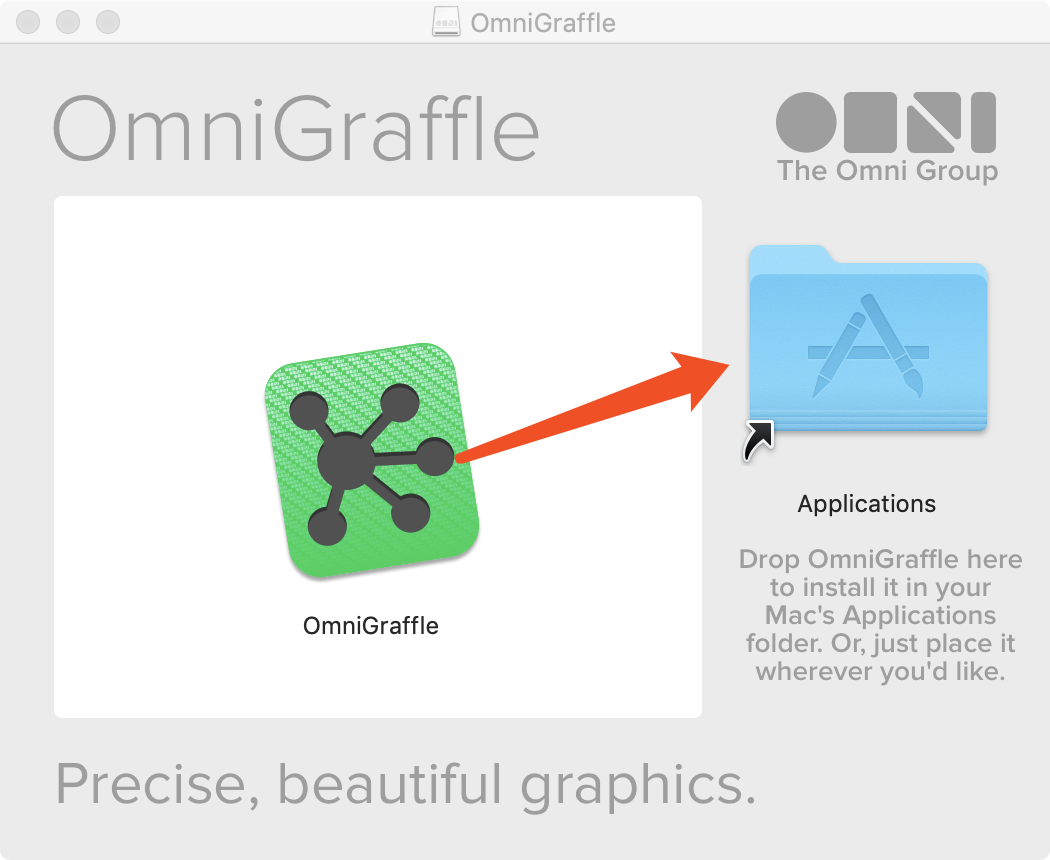 OmniGraffle
OmniGraffle
OMNI
The Omni Group
OmniGraffle
Applications
Drop OmniGraffle here
to install it in your
Mac's Applications
folder. Or, just place it
wherever you'd like.
Precise, beautiful graphics.